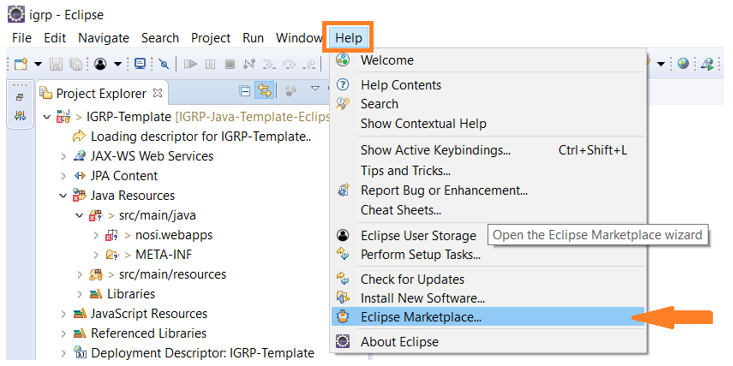 igrp - Eclipse
File Edit Navigate Search Project Run Window Help
Project Explorer
IGRP-Template [IGRP-Java-Template-Eclips
Loading descriptor for IGRP-Template..
JAX-WS Web Services
JPA Content
Java Resources
> src/main/java
> nosi.webapps
> META-INF
> src/main/resources
Libraries
JavaScript Resources
Referenced Libraries
Deployment Descriptor: IGRP-Template
Welcome
Help Contents
Search
Show Contextual Help
Show Active Keybindings... Ctrl+Shift+L
Tips and Tricks...
Report Bug or Enhancement...
Cheat Sheets...
Eclipse User Storage
Open the Eclipse Marketplace wizard
Perform Setup Tasks...
Check for Updates
Install New Software...
Eclipse Marketplace...
About Eclipse